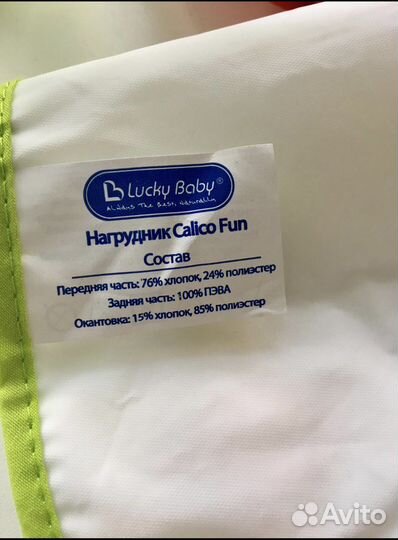 Lucky Baby®
Always The Best, Naturally
Нагрудник Calico Fun
Состав
Передняя часть: 76% хлопок, 24% полиэстер
Задняя часть: 100% ПЭВА
Окантовка: 15% хлопок, 85% полиэстер
Avito